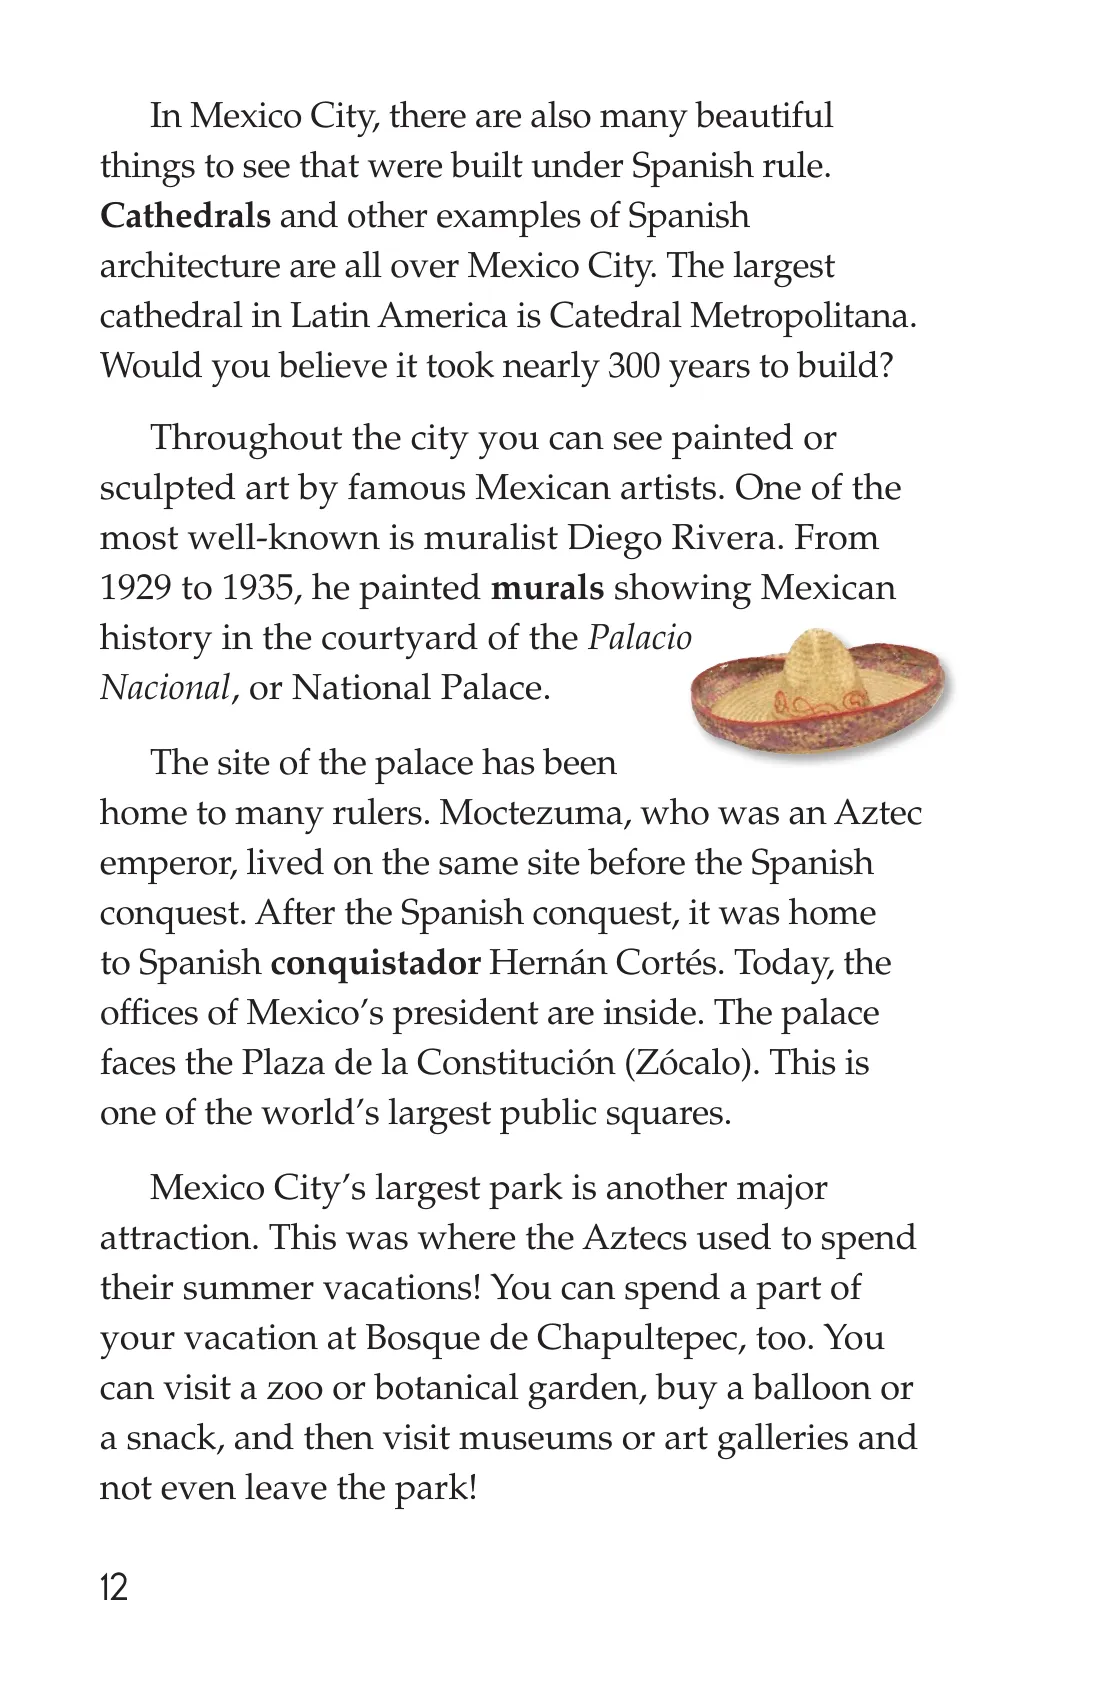 In Mexico City, there are also many beautiful
things to see that were built under Spanish rule.
Cathedrals and other examples of Spanish
architecture are all over Mexico City. The largest
cathedral in Latin America is Catedral Metropolitana.
Would you believe it took nearly 300 years to build?
Throughout the city you can see painted or
sculpted art by famous Mexican artists. One of the
most well-known is muralist Diego Rivera. From
1929 to 1935, he painted murals showing Mexican
history in the courtyard of the Palacio
Nacional, or National Palace.
The site of the palace has been
home to many rulers. Moctezuma, who was an Aztec
emperor, lived on the same site before the Spanish
conquest. After the Spanish conquest, it was home
to Spanish conquistador Hernán Cortés. Today, the
offices of Mexico’s president are inside. The palace
faces the Plaza de la Constitución (Zócalo). This is
one of the world’s largest public squares.
Mexico City’s largest park is another major
attraction. This was where the Aztecs used to spend
their summer vacations! You can spend a part of
your vacation at Bosque de Chapultepec, too. You
can visit a zoo or botanical garden, buy a balloon or
a snack, and then visit museums or art galleries and
not even leave the park!
12